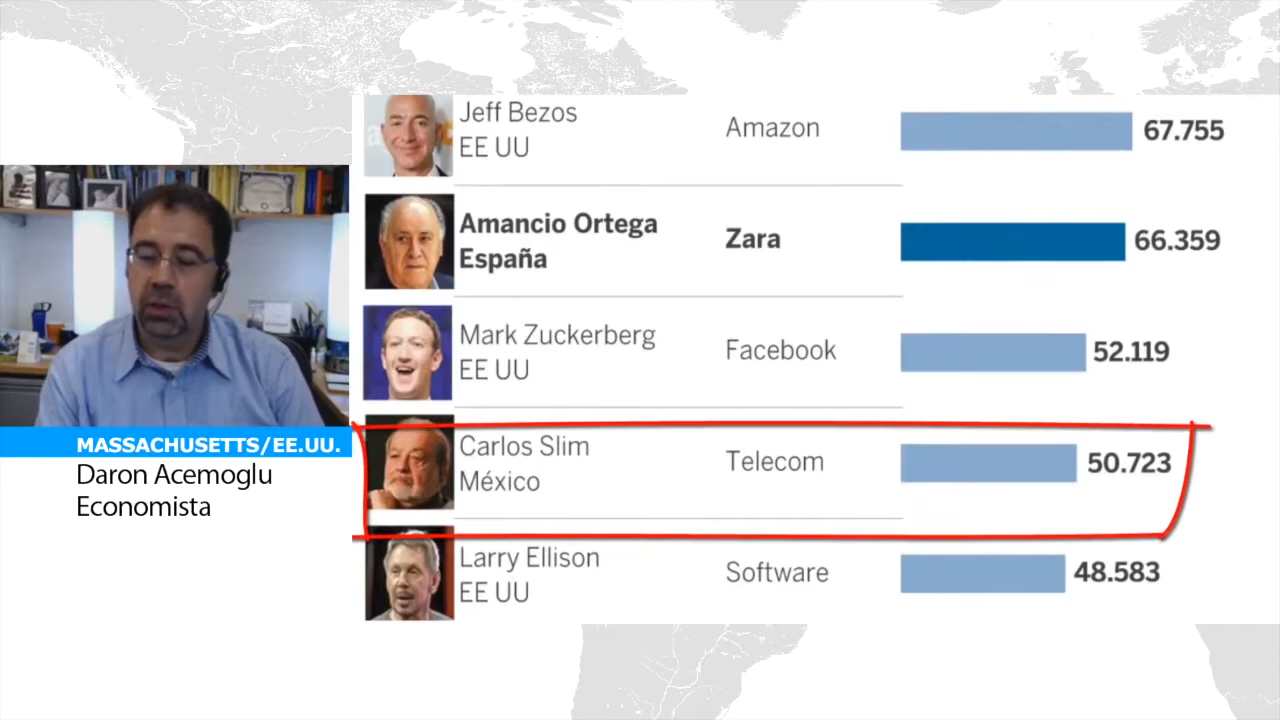 Jeff Bezos
EE UU
Amazon
67.755
Amancio Ortega
España
Zara
66.359
Mark Zuckerberg
EE UU
Facebook
52.119
Carlos Slim
México
Telecom
50.723
Larry Ellison
EE UU
Software
48.583
MASSACHUSETTS/EE.UU.
Daron Acemoglu
Economista